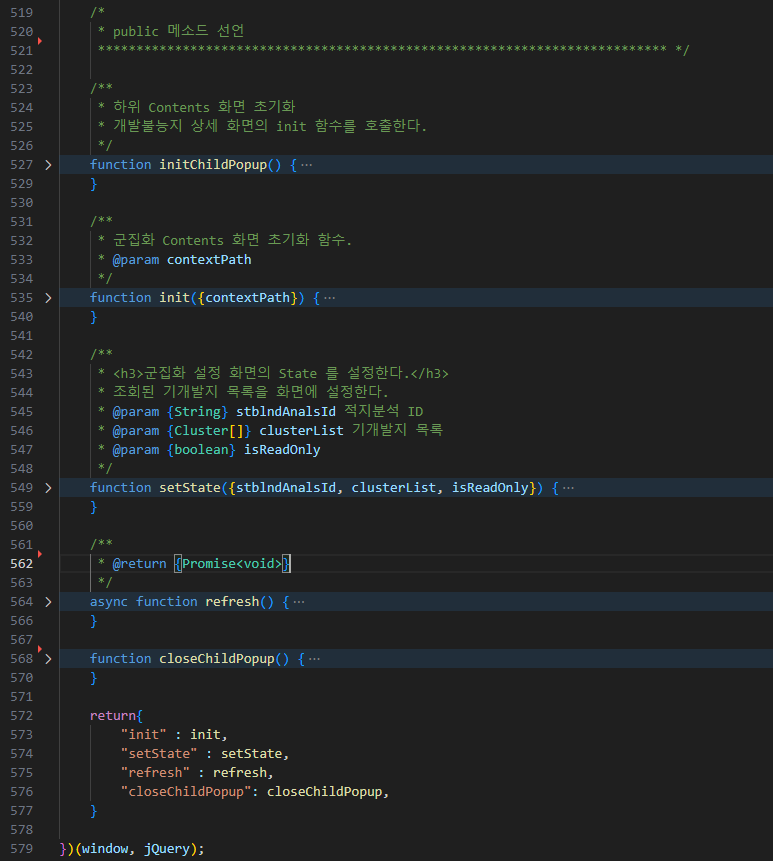 519 /*
520 * public 메소드 선언
521 ************************************************************************** */
522
523 /**
524 * 하위 Contents 화면 초기화
525 * 개발불능지 상세 화면의 init 함수를 호출한다.
526 */
527 function initChildPopup() { ⋯
529 }
530
531 /**
532 * 군집화 Contents 화면 초기화 함수.
533 * @param contextPath
534 */
535 function init({contextPath}) { ⋯
540 }
541
542 /**
543 * <h3>군집화 설정 화면의 State 를 설정한다.</h3>
544 * 조회된 기개발지 목록을 화면에 설정한다.
545 * @param {String} stblndAnalsId 적지분석 ID
546 * @param {Cluster[]} clusterList 기개발지 목록
547 * @param {boolean} isReadOnly
548 */
549 function setState({stblndAnalsId, clusterList, isReadOnly}) { ⋯
559 }
560
561 /**
562 * @return {Promise<void>}
563 */
564 async function refresh() { ⋯
566 }
567
568 function closeChildPopup() { ⋯
570 }
571
572 return{
573 "init" : init,
574 "setState" : setState,
575 "refresh" : refresh,
576 "closeChildPopup": closeChildPopup,
577 }
578
579 })(window, jQuery);